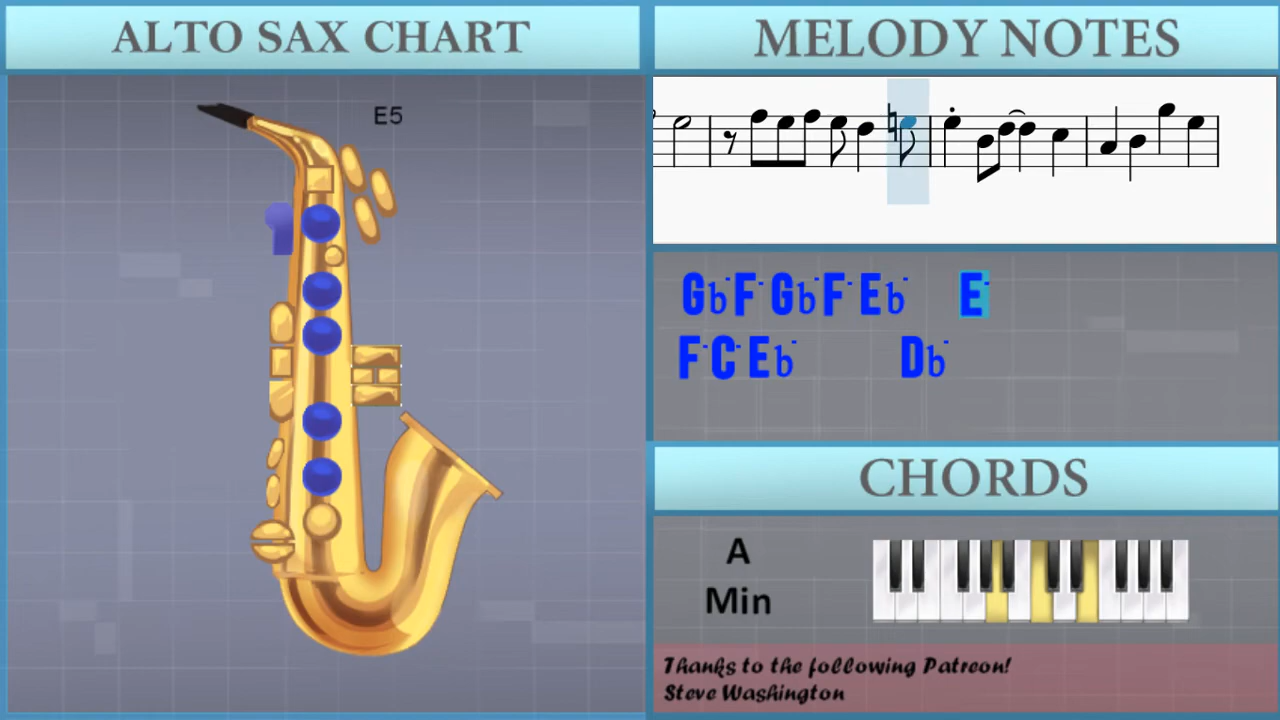 ALTO SAX CHART
E5
MELODY NOTES
Gb· F· Gb· F· Eb· E·
F· C· Eb· Db·
CHORDS
A
Min
Thanks to the following Patreon!
Steve Washington